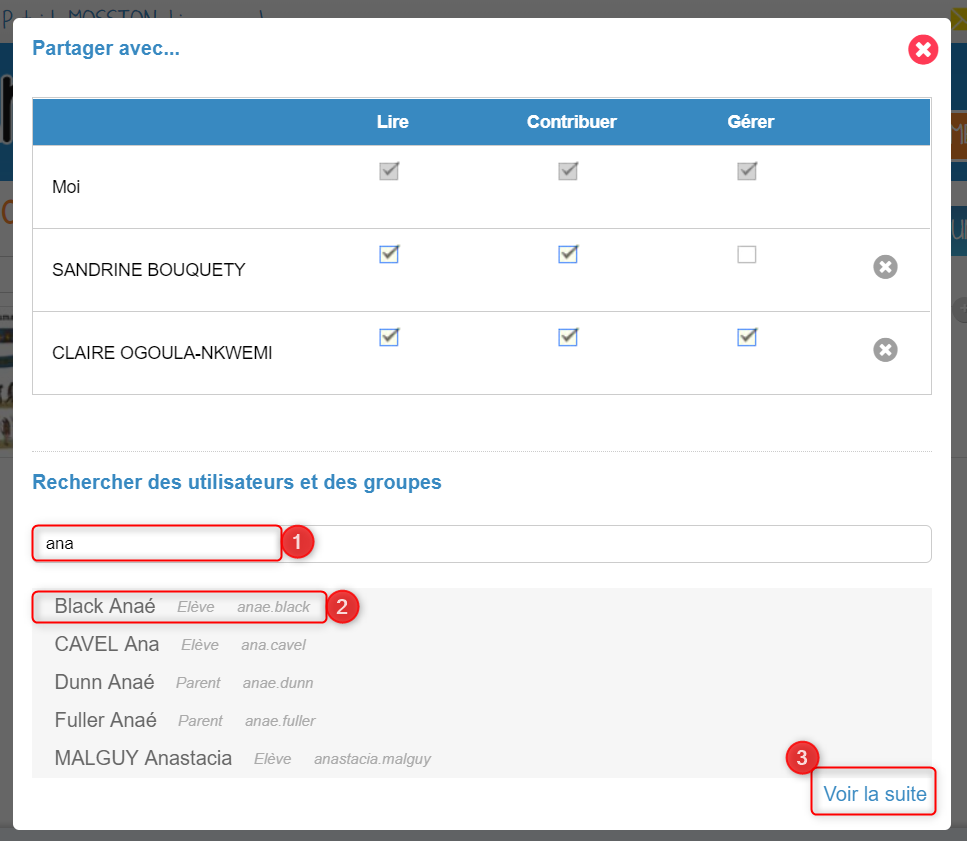 Partager avec...
Lire Contribuer Gérer
Moi
SANDRINE BOUQUETY
CLAIRE OGOULA-NKWEMI
Rechercher des utilisateurs et des groupes
ana 1
Black Anaé Elève anae.black 2
CAVEL Ana Elève ana.cavel
Dunn Anaé Parent anae.dunn
Fuller Anaé Parent anae.fuller
MALGUY Anastacia Elève anastacia.malguy
3
Voir la suite